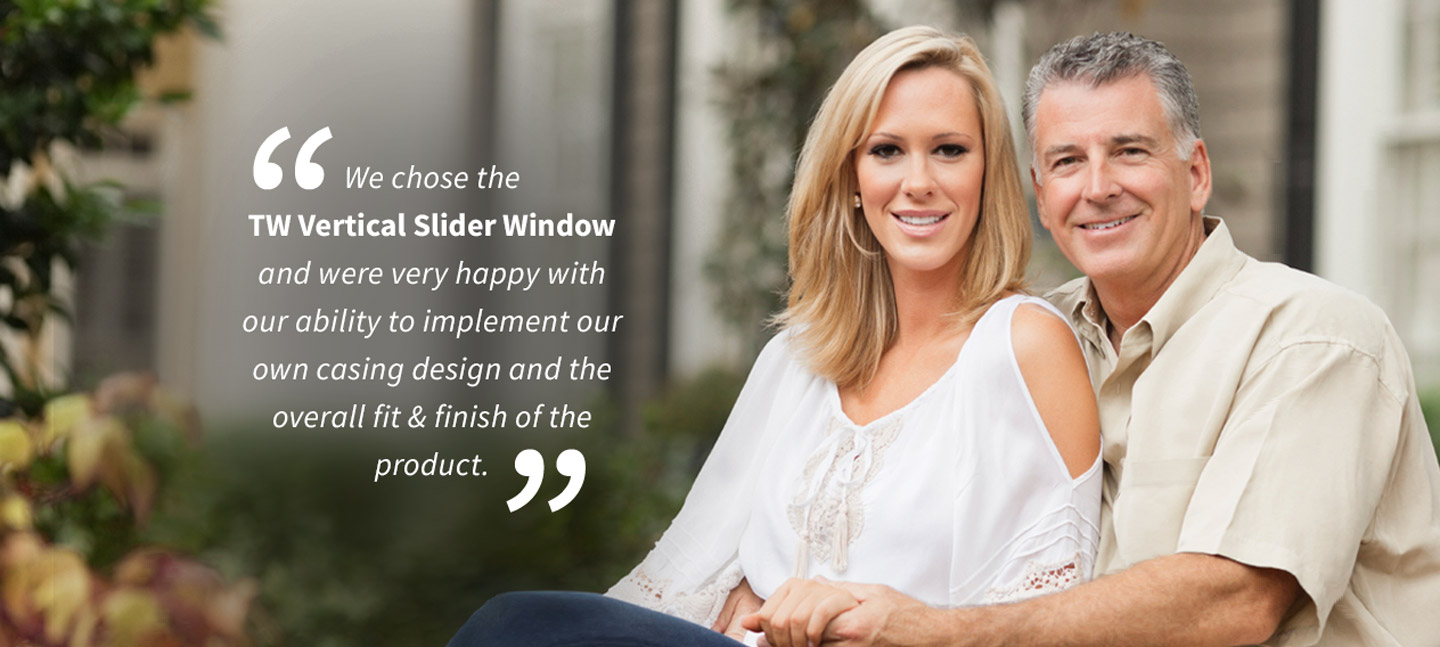 “ We chose the
TW Vertical Slider Window
and were very happy with
our ability to implement our
own casing design and the
overall fit & finish of the
product. ”